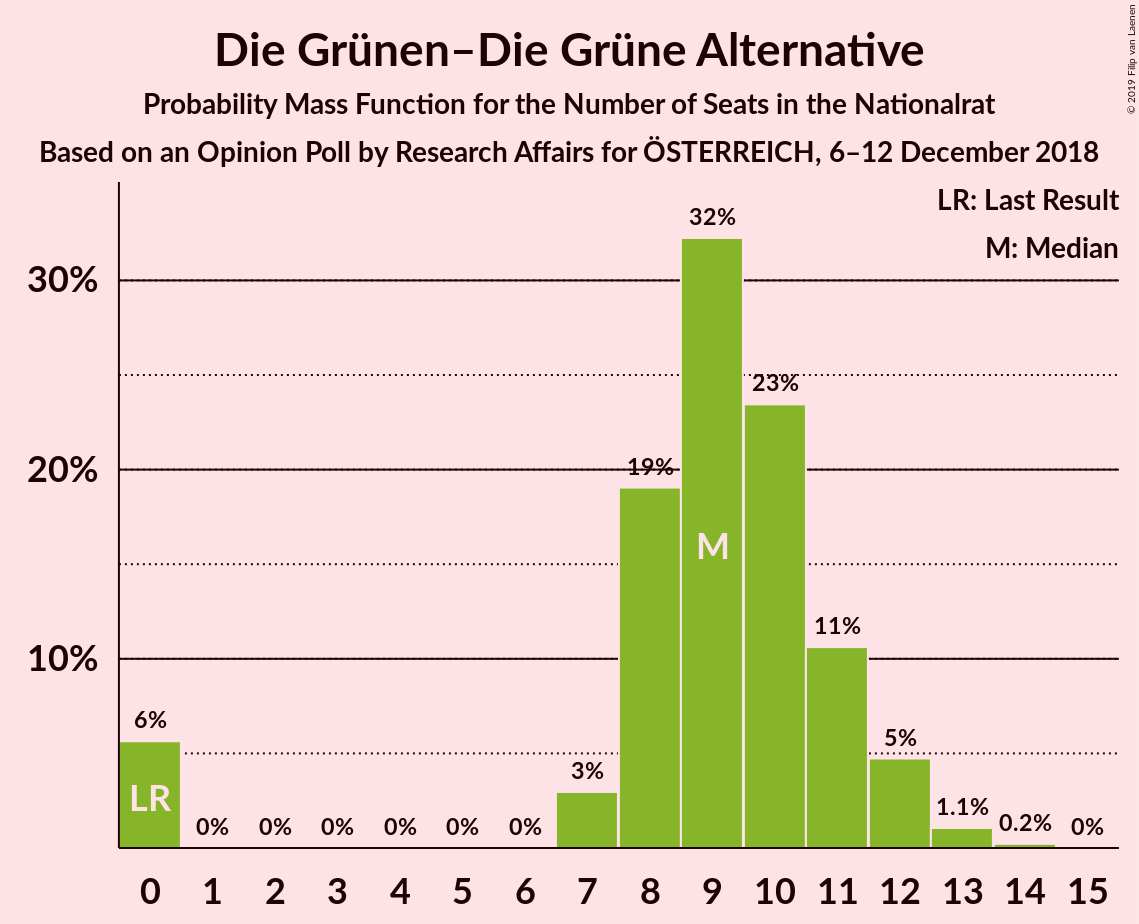 Die Grünen–Die Grüne Alternative
Probability Mass Function for the Number of Seats in the Nationalrat
Based on an Opinion Poll by Research Affairs for ÖSTERREICH, 6–12 December 2018
© 2019 Filip van Laenen
LR: Last Result
M: Median
30%
20%
10%
6%
0%
0%
0%
0%
0%
0%
3%
19%
32%
23%
11%
5%
1.1%
0.2%
0%
LR
M
0 1 2 3 4 5 6 7 8 9 10 11 12 13 14 15